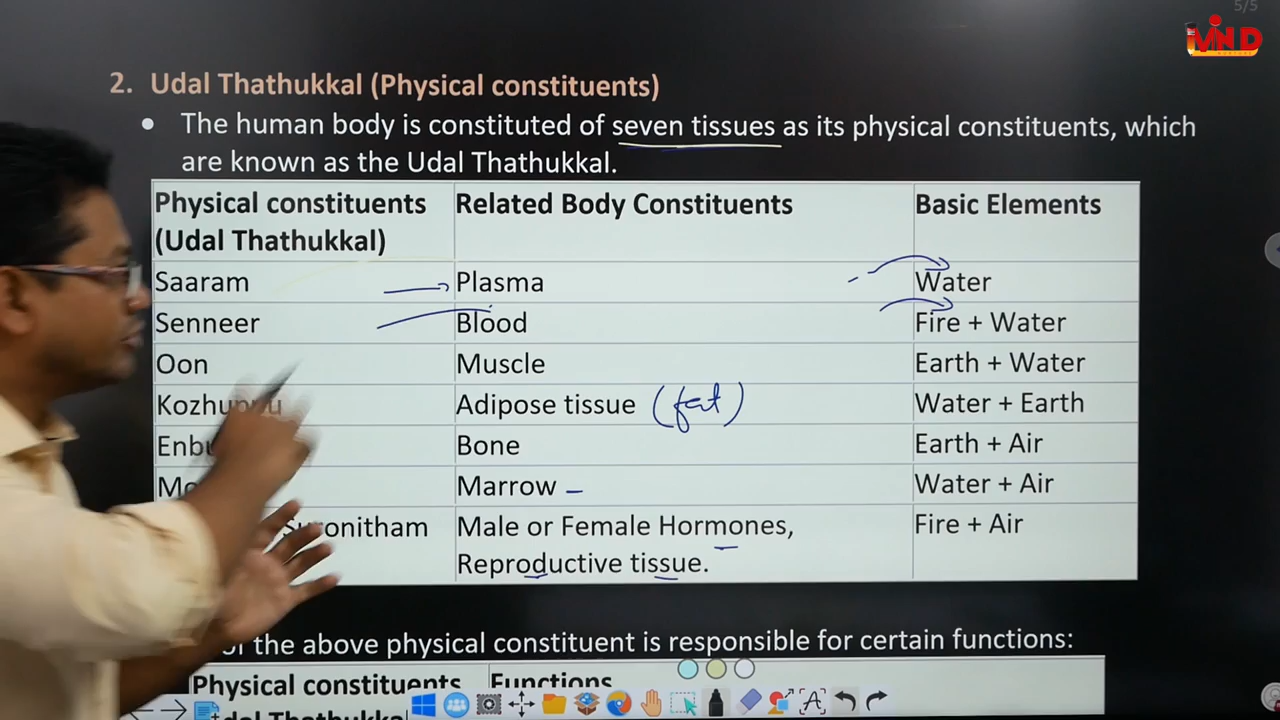 5/5
MIND
2. Udal Thathukkal (Physical constituents)
• The human body is constituted of seven tissues as its physical constituents, which
are known as the Udal Thathukkal.
Physical constituents Related Body Constituents Basic Elements
(Udal Thathukkal)
Saaram Plasma Water
Senneer Blood Fire + Water
Oon Muscle Earth + Water
Adipose tissue (fat) Water + Earth
Bone Earth + Air
Marrow Water + Air
Suronitham Male or Female Hormones, Fire + Air
Reproductive tissue.
the above physical constituent is responsible for certain functions:
Physical constituents Functions